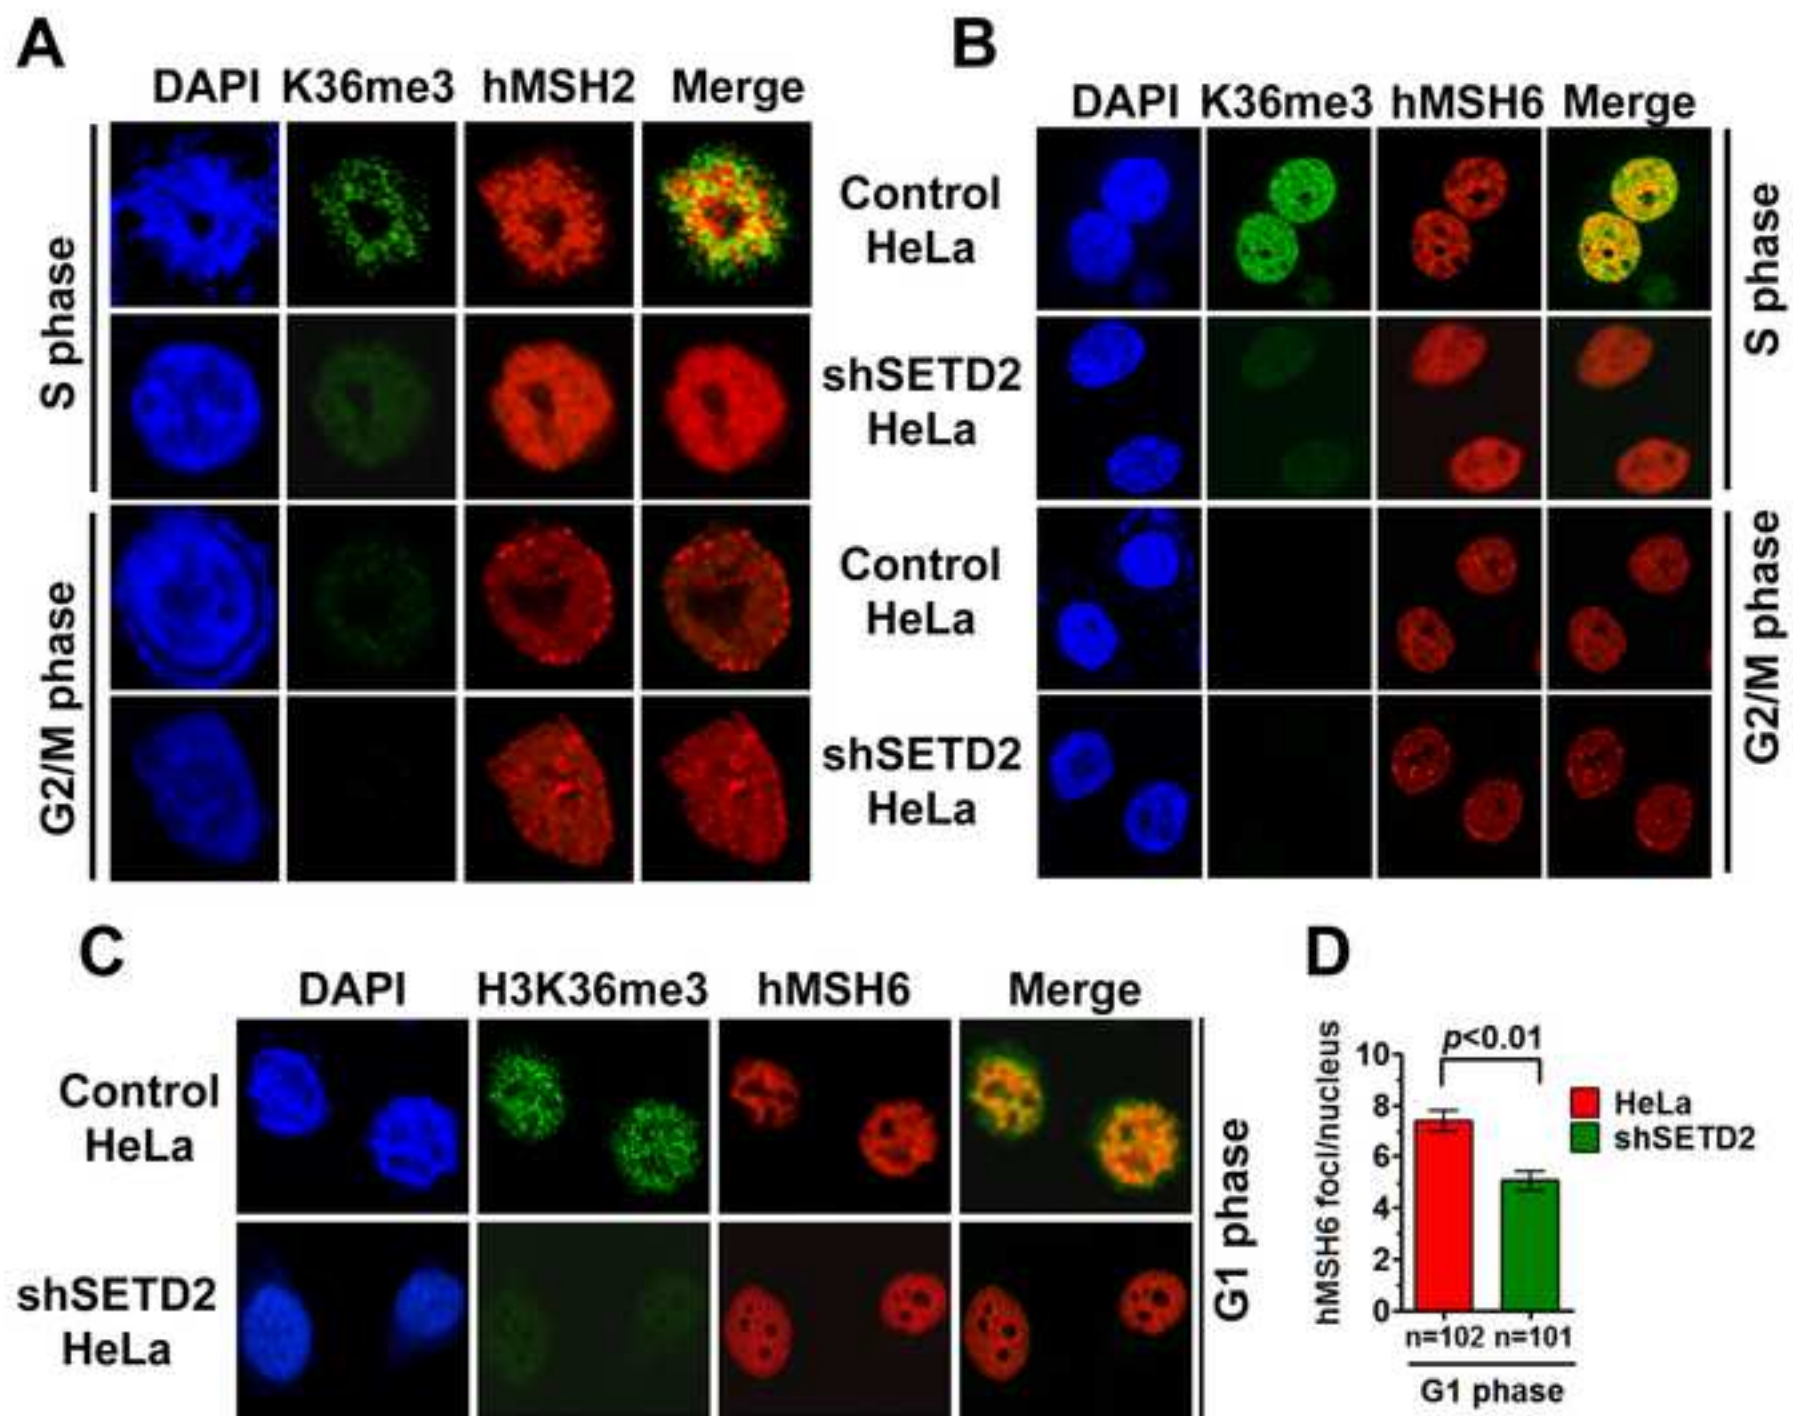 A
DAPI K36me3 hMSH2 Merge
S phase
G2/M phase
B
DAPI K36me3 hMSH6 Merge
Control
HeLa
shSETD2
HeLa
Control
HeLa
shSETD2
HeLa
S phase
G2/M phase
C
DAPI H3K36me3 hMSH6 Merge
Control
HeLa
shSETD2
HeLa
G1 phase
D
hMSH6 foci/nucleus
10
8
6
4
2
0
p<0.01
HeLa
shSETD2
n=102 n=101
G1 phase